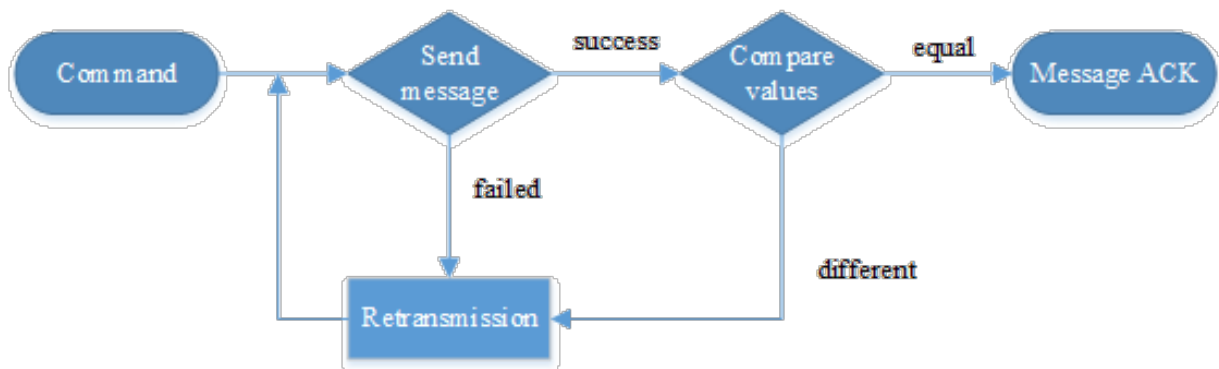 Command
Send
message
success
Compare
values
equal
Message ACK
failed
different
Retransmission